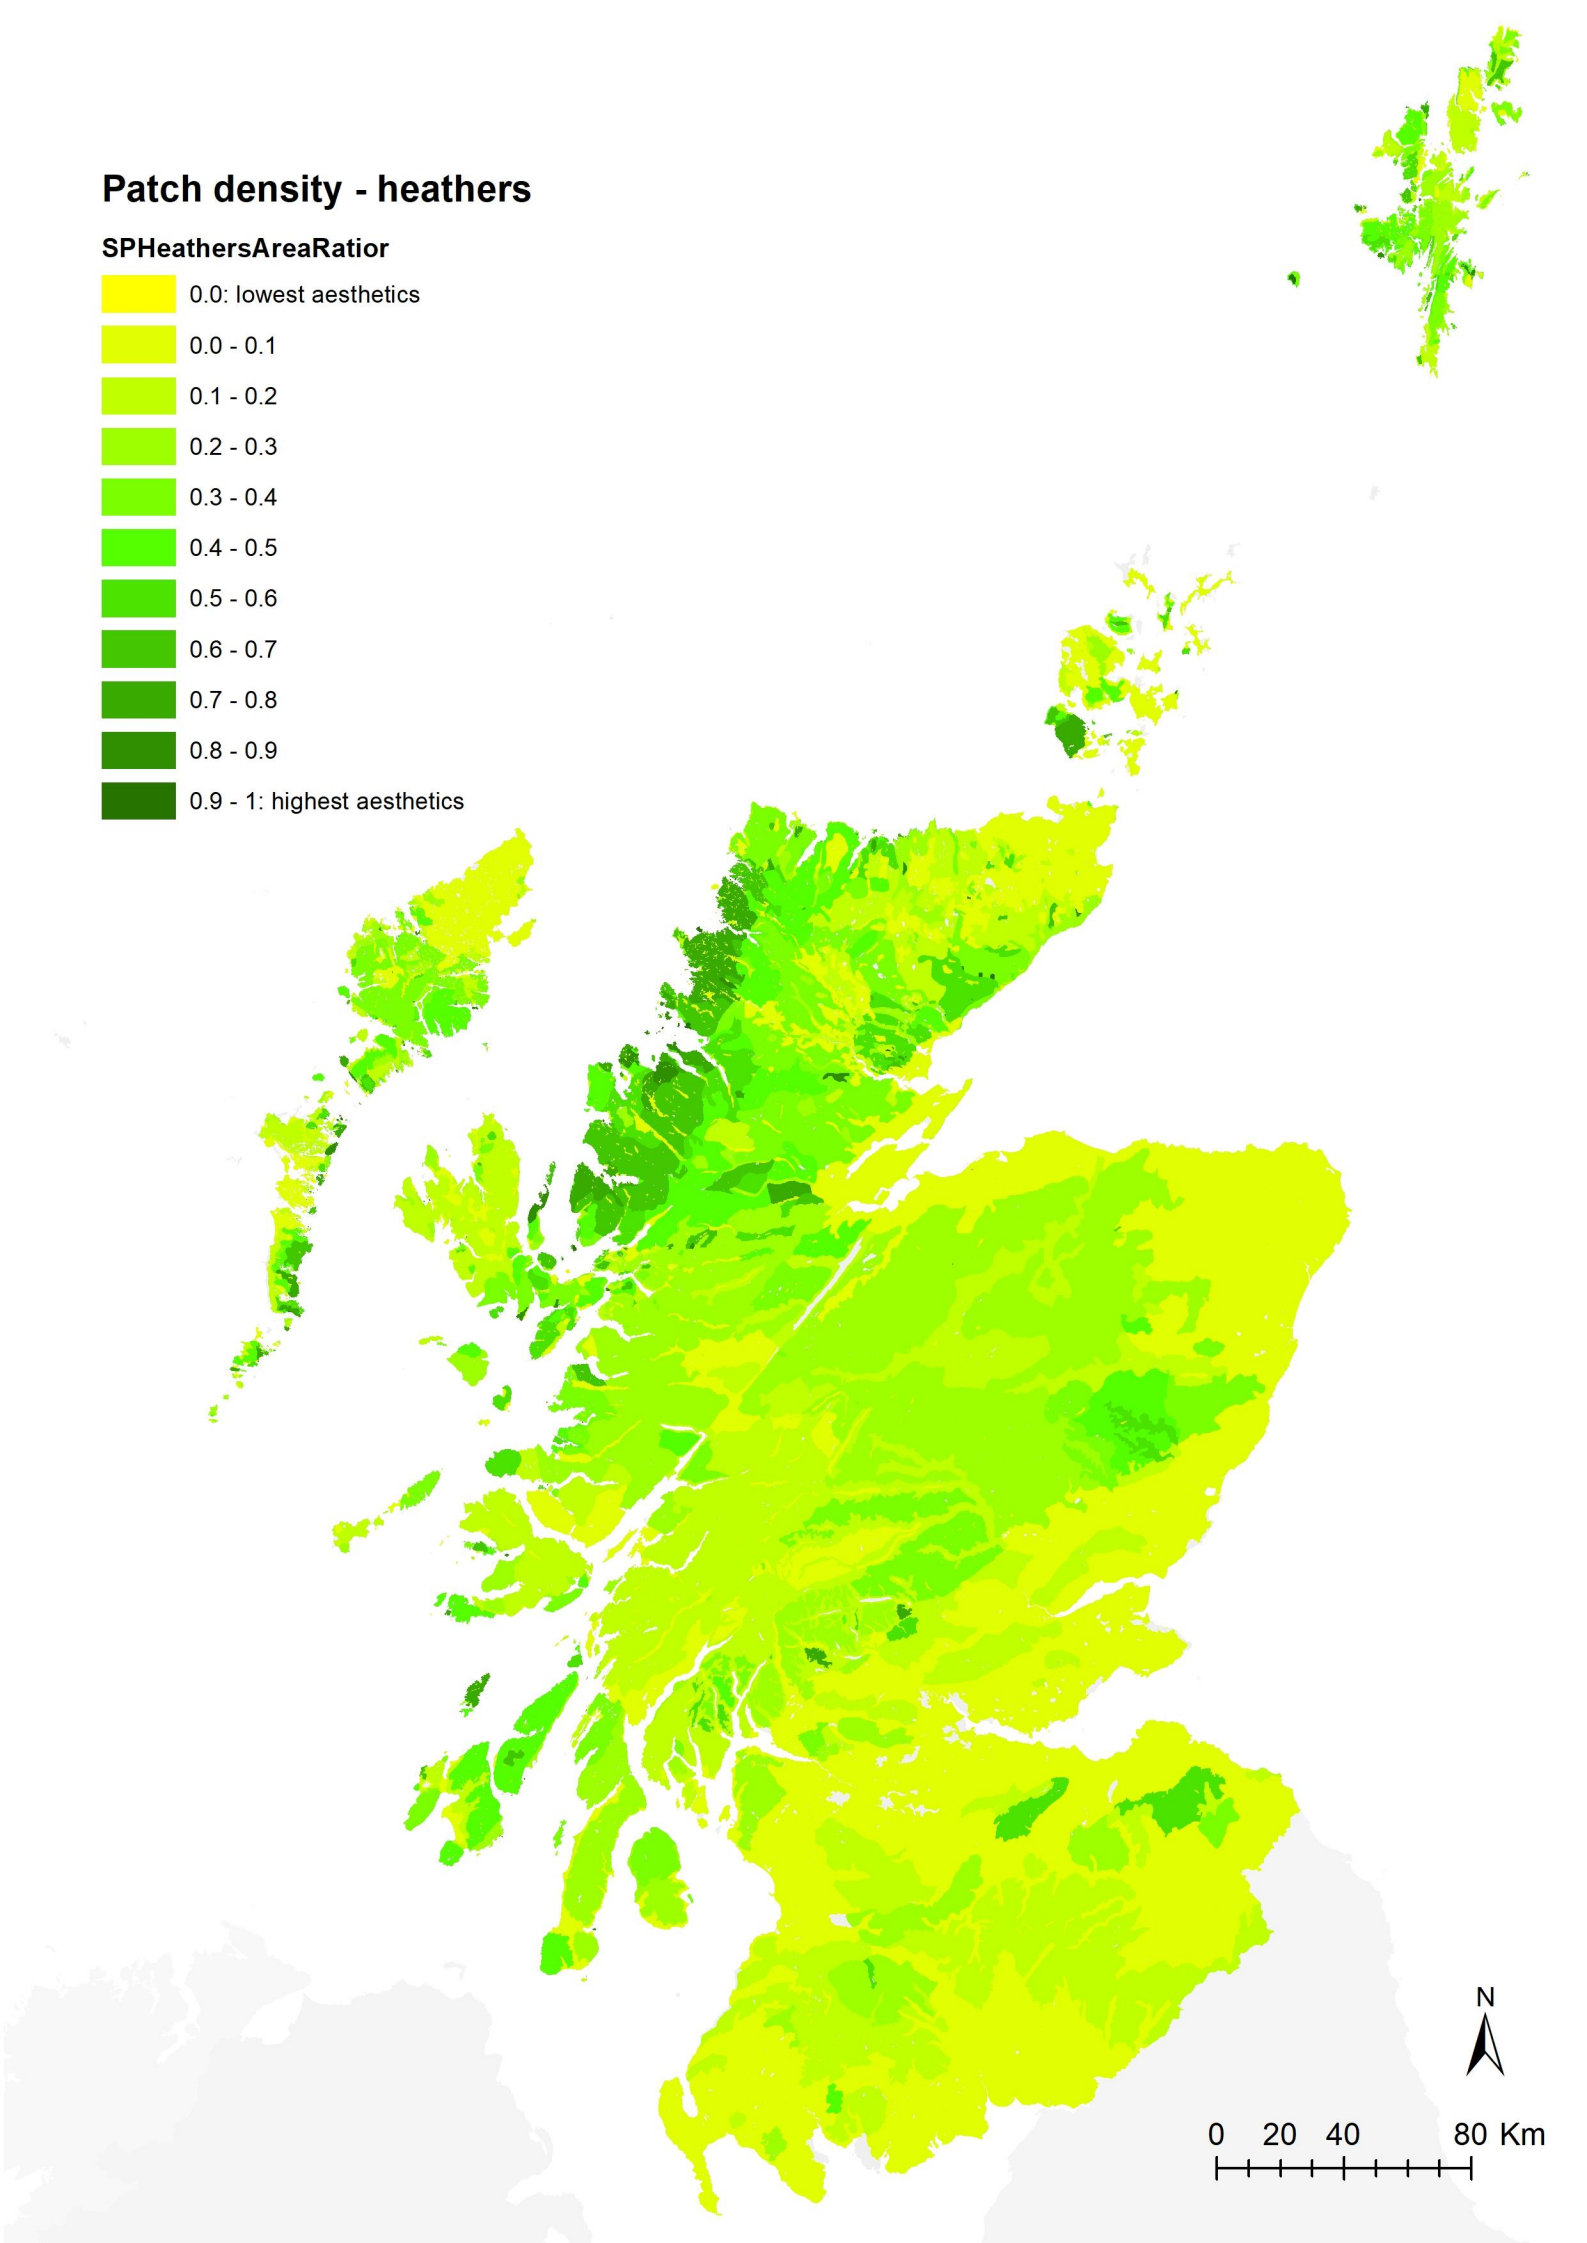 Patch density - heathers
SPHeathersAreaRatior
0.0: lowest aesthetics
0.0 - 0.1
0.1 - 0.2
0.2 - 0.3
0.3 - 0.4
0.4 - 0.5
0.5 - 0.6
0.6 - 0.7
0.7 - 0.8
0.8 - 0.9
0.9 - 1: highest aesthetics
N
0 20 40 80 Km